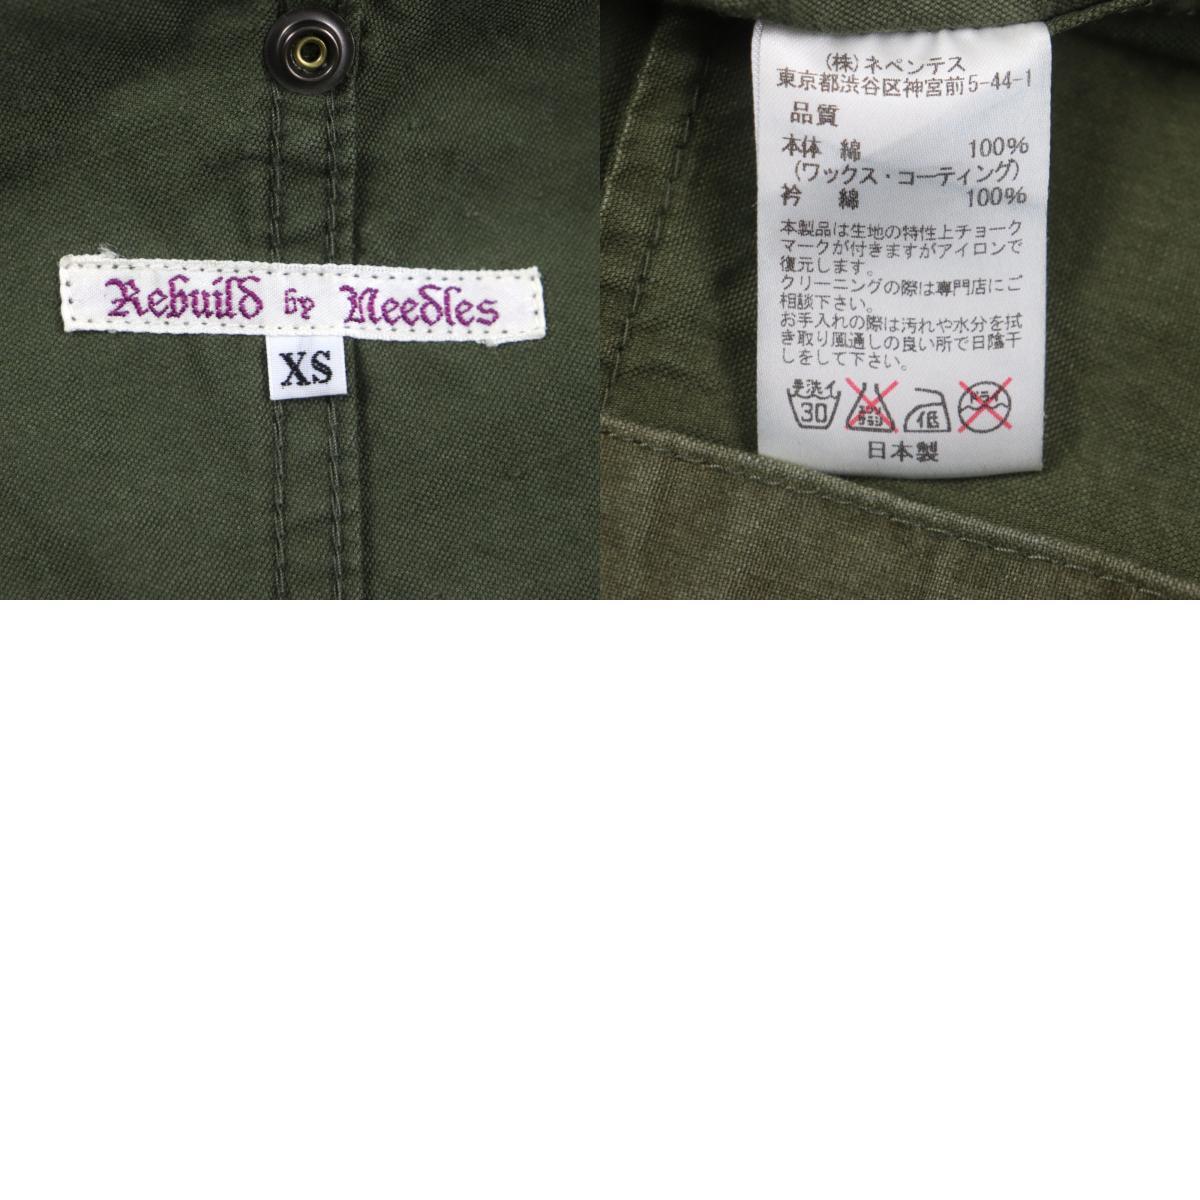 Rebuild by Needles
XS
(株)ネペンテス
東京都渋谷区神宮前5-44-1
品質
本体 綿 100%
(ワックス・コーティング)
衿 綿 100%
本製品は生地の特性上チョーク
マークが付きますがアイロンで
復元します。
クリーニングの際は専門店にご
相談下さい。
お手入れの際は汚れや水分を拭
き取り風通しの良い所で日陰干
しをして下さい。
手洗イ 30 エンソサラシ 低 ドライ
日本製